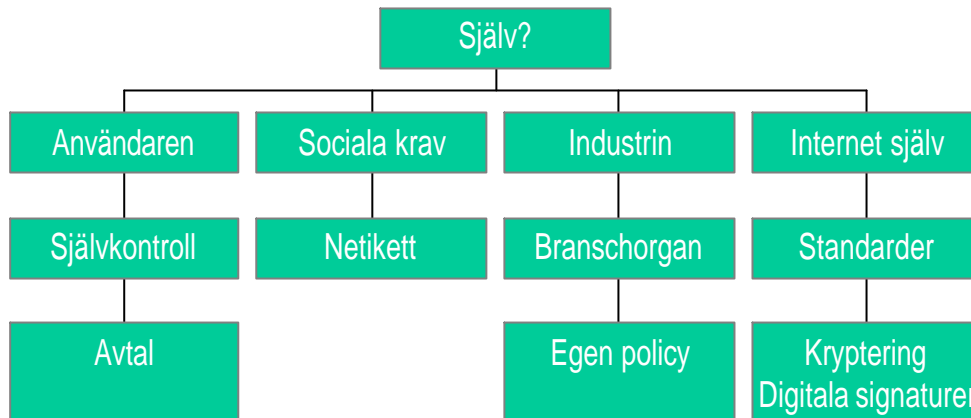 Själv?
Användaren
Sociala krav
Industrin
Internet själv
Självkontroll
Netikett
Branschorgan
Standarder
Avtal
Egen policy
Kryptering
Digitala signaturer